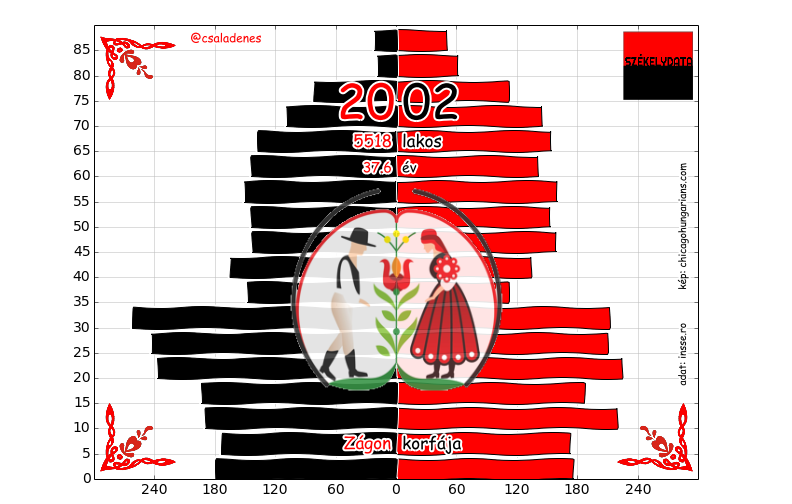 @csaladenes
SZÉKELYDATA
2002
5518 lakos
37.6 év
kép: chicagohungarians.com
adat: insse.ro
Zágon korfája
85
80
75
70
65
60
55
50
45
40
35
30
25
20
15
10
5
0
240 180 120 60 0 60 120 180 240